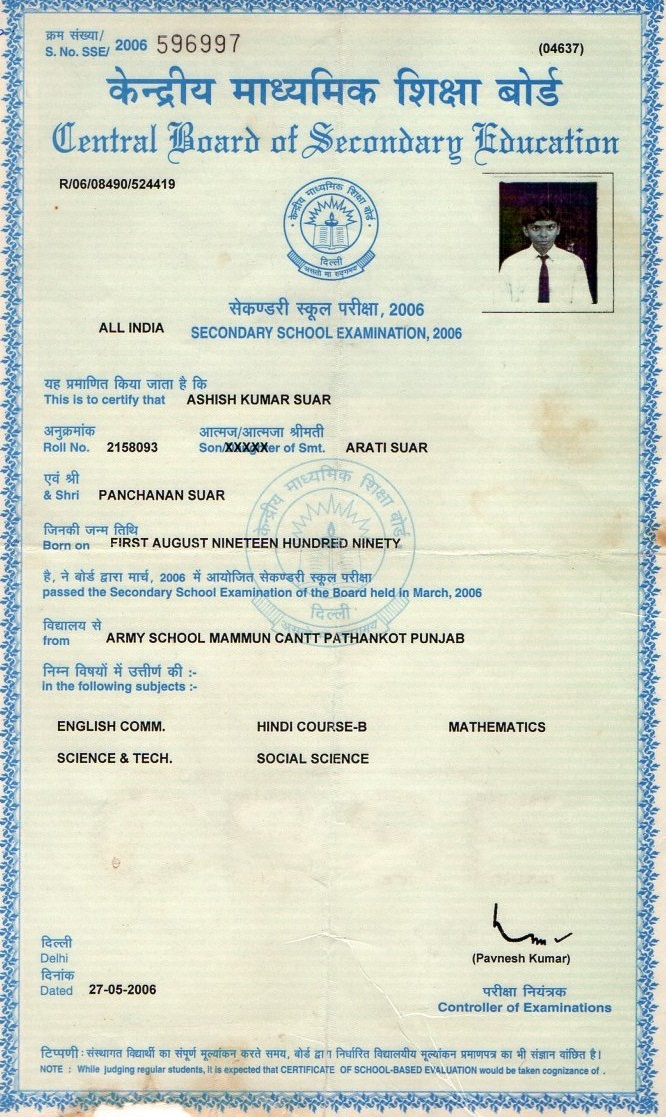 क्रम संख्या/
S. No. SSE/ 2006 596997
(04637)
केन्द्रीय माध्यमिक शिक्षा बोर्ड
Central Board of Secondary Education
R/06/08490/524419
केन्द्रीय माध्यमिक शिक्षा बोर्ड
दिल्ली
असतो मा सद्गमय
सेकण्डरी स्कूल परीक्षा, 2006
ALL INDIA SECONDARY SCHOOL EXAMINATION, 2006
यह प्रमाणित किया जाता है कि
This is to certify that ASHISH KUMAR SUAR
अनुक्रमांक आत्मज/आत्मजा श्रीमती
Roll No. 2158093 Son/XXXXX of Smt. ARATI SUAR
एवं श्री
& Shri PANCHANAN SUAR
जिनकी जन्म तिथि
Born on FIRST AUGUST NINETEEN HUNDRED NINETY
है, ने बोर्ड द्वारा मार्च, 2006 में आयोजित सेकण्डरी स्कूल परीक्षा
passed the Secondary School Examination of the Board held in March, 2006
केन्द्रीय माध्यमिक शिक्षा बोर्ड
दिल्ली
विद्यालय से
from ARMY SCHOOL MAMMUN CANTT PATHANKOT PUNJAB
निम्न विषयों में उत्तीर्ण की :-
in the following subjects :-
ENGLISH COMM. HINDI COURSE-B MATHEMATICS
SCIENCE & TECH. SOCIAL SCIENCE
दिल्ली
Delhi
(Pavnesh Kumar)
दिनांक
Dated 27-05-2006
परीक्षा नियंत्रक
Controller of Examinations
टिप्पणी: संस्थागत विद्यार्थी का संपूर्ण मूल्यांकन करते समय, बोर्ड द्वारा निर्धारित विद्यालयीय मूल्यांकन प्रमाणपत्र का भी संज्ञान वांछित है।
NOTE : While judging regular students, it is expected that CERTIFICATE OF SCHOOL-BASED EVALUATION would be taken cognizance of .